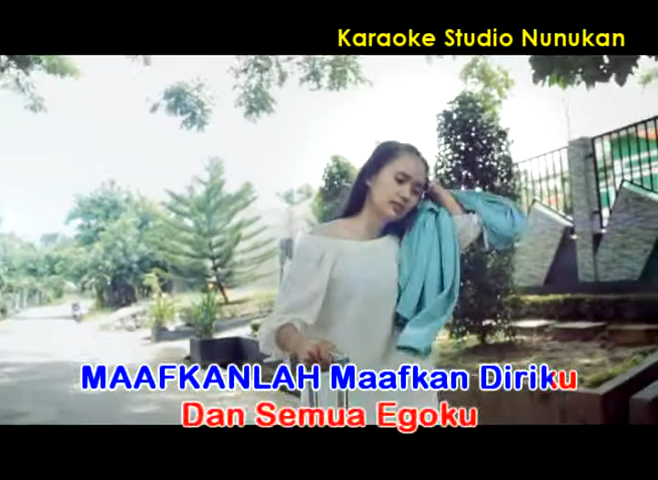 Karaoke Studio Nunukan
MAAFKANLAH Maafkan Diriku
Dan Semua Egoku